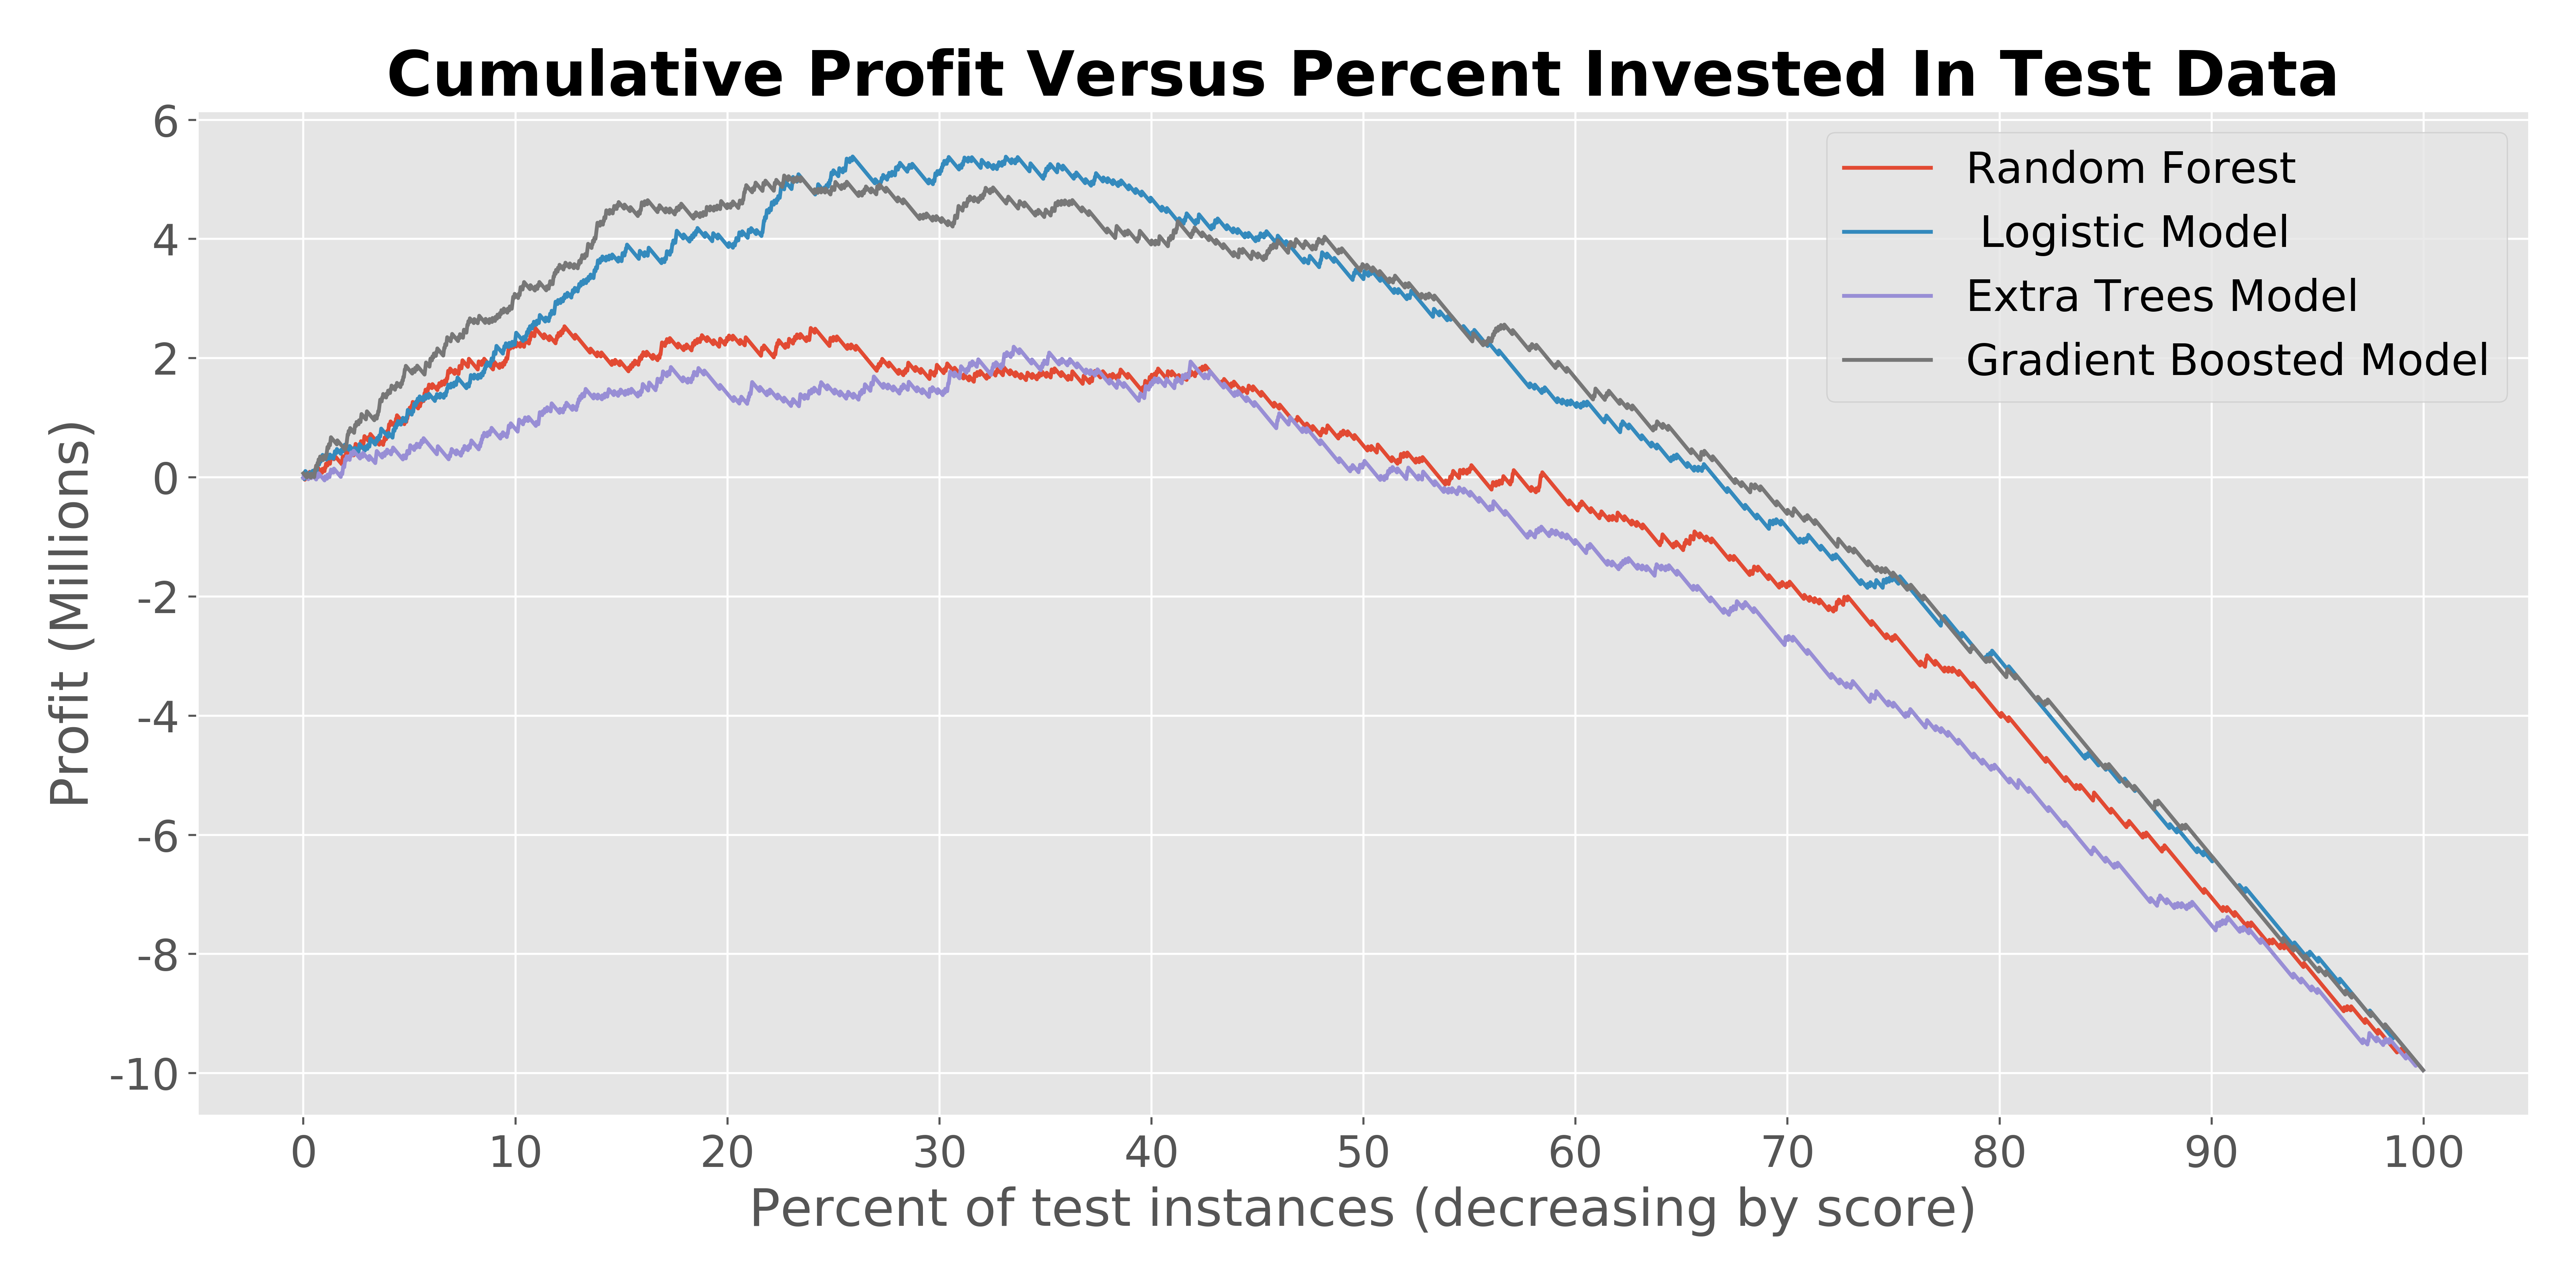 Cumulative Profit Versus Percent Invested In Test Data
Profit (Millions)
6
4
2
0
-2
-4
-6
-8
-10
Random Forest
Logistic Model
Extra Trees Model
Gradient Boosted Model
0 10 20 30 40 50 60 70 80 90 100
Percent of test instances (decreasing by score)